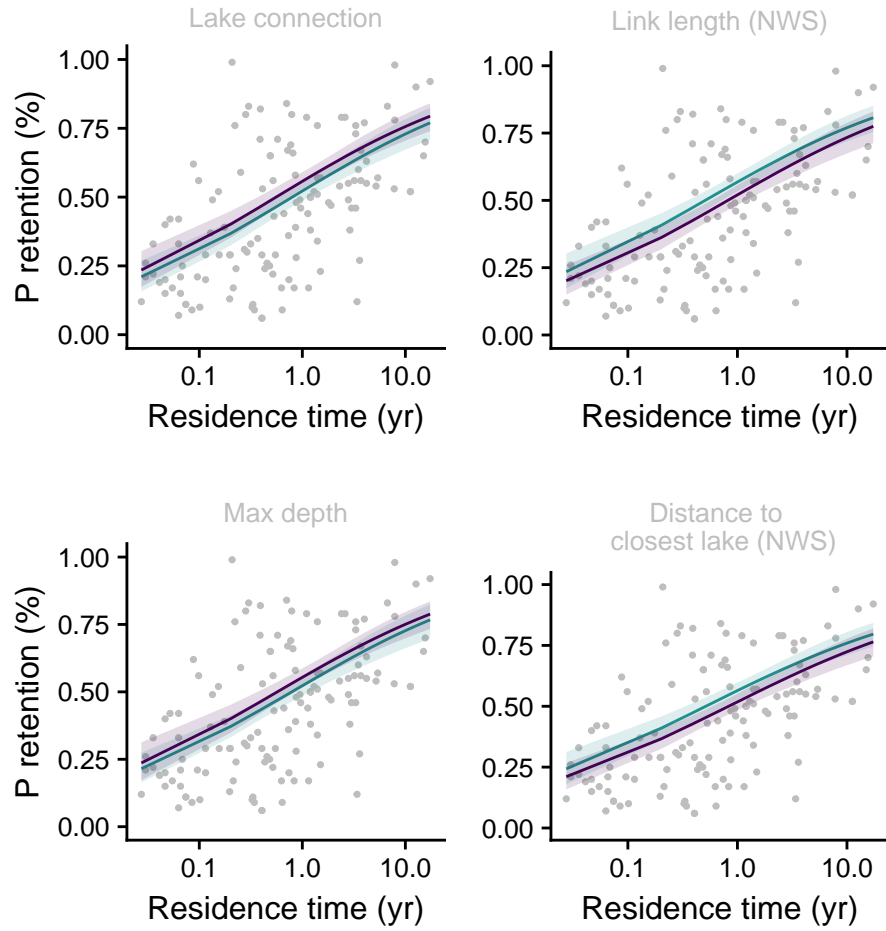 Lake connection
Link length (NWS)
P retention (%)
1.00
0.75
0.50
0.25
0.00
1.00
0.75
0.50
0.25
0.00
0.1
1.0
10.0
0.1
1.0
10.0
Residence time (yr)
Residence time (yr)
Max depth
Distance to
closest lake (NWS)
P retention (%)
1.00
0.75
0.50
0.25
0.00
1.00
0.75
0.50
0.25
0.00
0.1
1.0
10.0
0.1
1.0
10.0
Residence time (yr)
Residence time (yr)